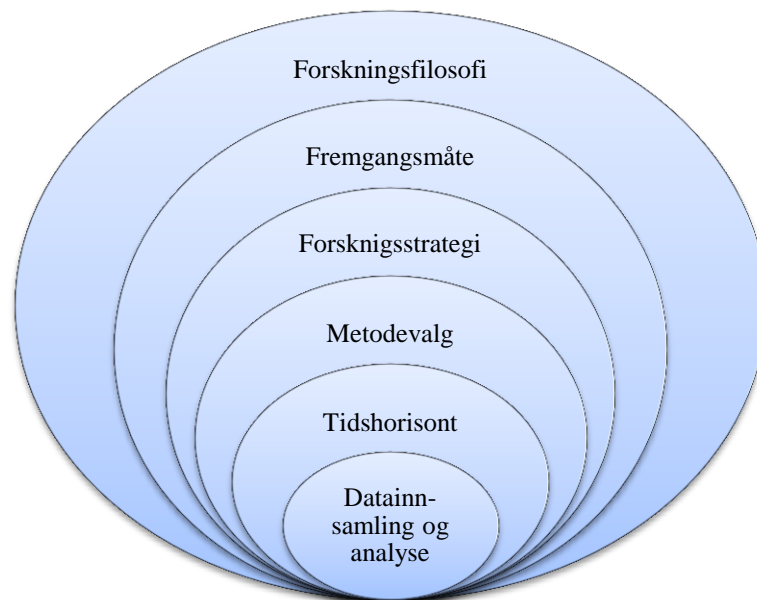 Forskningsfilosofi
Fremgangsmåte
Forsknigsstrategi
Metodevalg
Tidshorisont
Datainn-
samling og
analyse